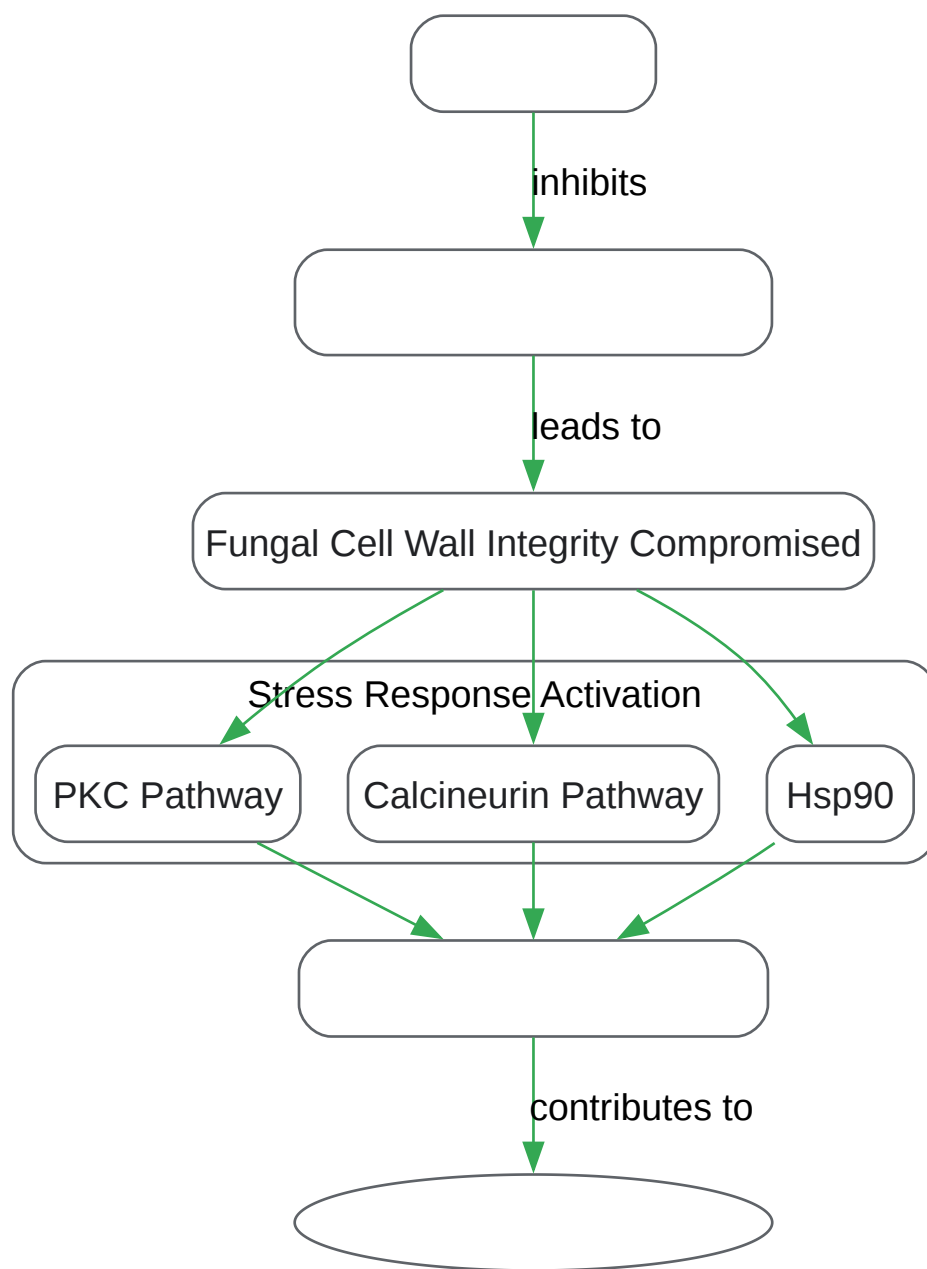 inhibits
leads to
Fungal Cell Wall Integrity Compromised
Stress Response Activation
PKC Pathway
Calcineurin Pathway
Hsp90
contributes to